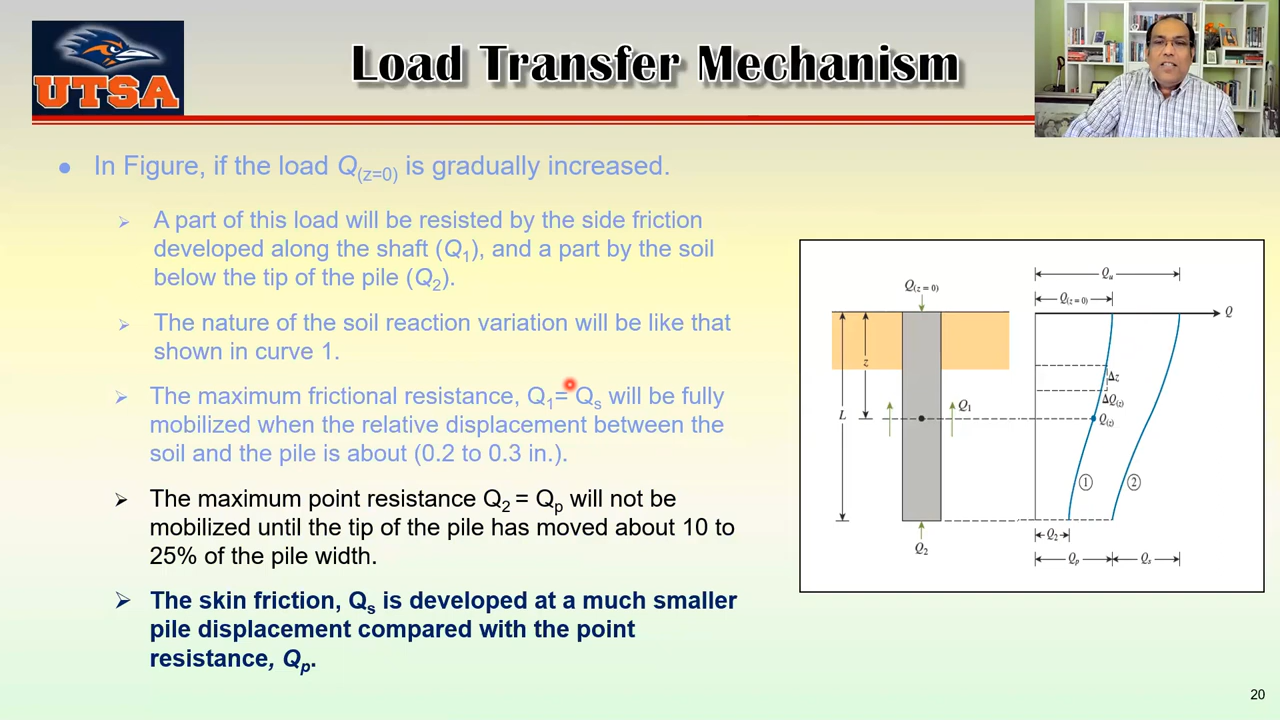 UTSA
Load Transfer Mechanism
● In Figure, if the load Q(z=0) is gradually increased.
➢ A part of this load will be resisted by the side friction
developed along the shaft (Q1), and a part by the soil
below the tip of the pile (Q2).
➢ The nature of the soil reaction variation will be like that
shown in curve 1.
➢ The maximum frictional resistance, Q1= Qs will be fully
mobilized when the relative displacement between the
soil and the pile is about (0.2 to 0.3 in.).
➢ The maximum point resistance Q2 = Qp will not be
mobilized until the tip of the pile has moved about 10 to
25% of the pile width.
➢ The skin friction, Qs is developed at a much smaller
pile displacement compared with the point
resistance, Qp.
Q(z = 0)
z
L
Q1
Q2
Qu
Q(z = 0)
Q
Δz
ΔQ(z)
Q(z)
①
②
Q2
Qp
Qs
20